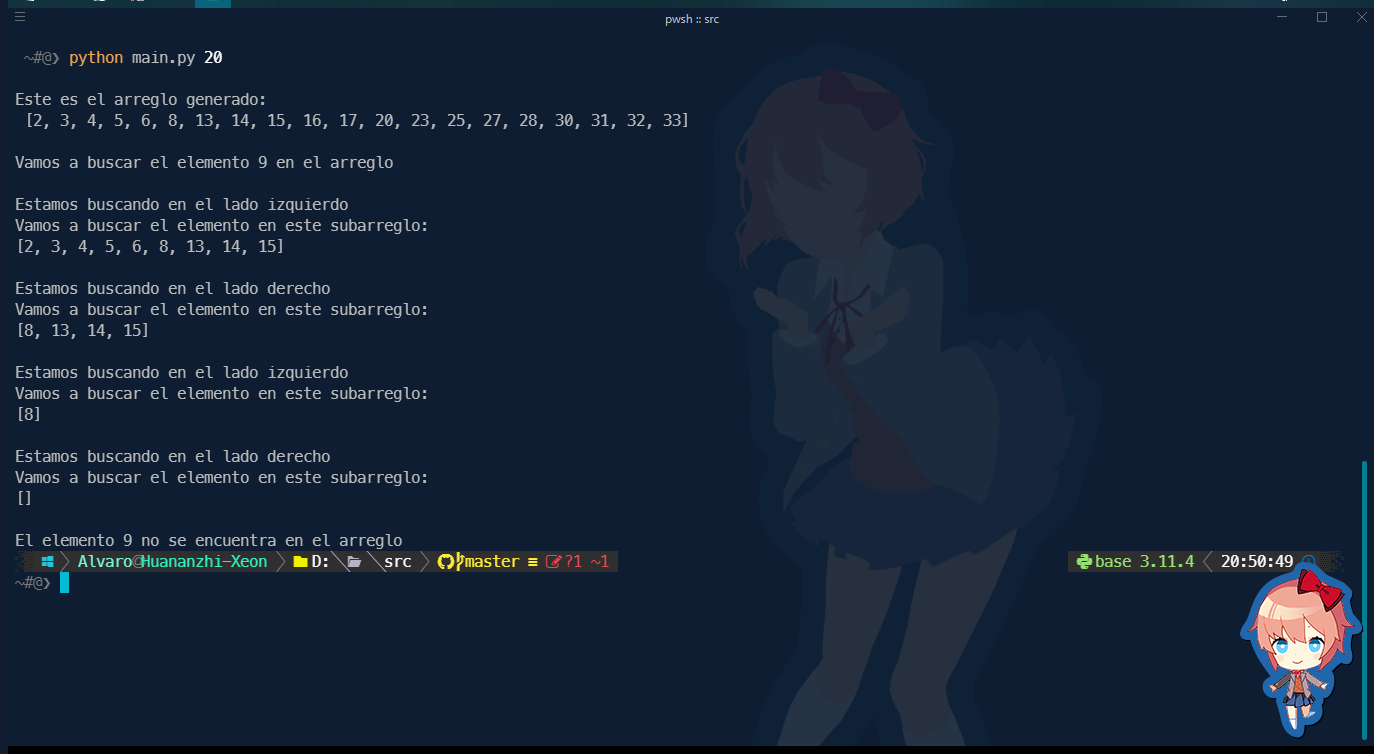 pwsh :: src
~#@❯ python main.py 20
Este es el arreglo generado:
[2, 3, 4, 5, 6, 8, 13, 14, 15, 16, 17, 20, 23, 25, 27, 28, 30, 31, 32, 33]
Vamos a buscar el elemento 9 en el arreglo
Estamos buscando en el lado izquierdo
Vamos a buscar el elemento en este subarreglo:
[2, 3, 4, 5, 6, 8, 13, 14, 15]
Estamos buscando en el lado derecho
Vamos a buscar el elemento en este subarreglo:
[8, 13, 14, 15]
Estamos buscando en el lado izquierdo
Vamos a buscar el elemento en este subarreglo:
[8]
Estamos buscando en el lado derecho
Vamos a buscar el elemento en este subarreglo:
[]
El elemento 9 no se encuentra en el arreglo
Alvaro@Huananzhi-Xeon D: \ \src master ≡ ?1 ~1 base 3.11.4 20:50:49
~#@❯